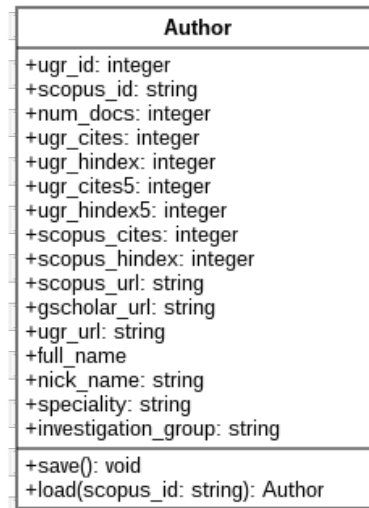 Author
+ugr_id: integer
+scopus_id: string
+num_docs: integer
+ugr_cites: integer
+ugr_hindex: integer
+ugr_cites5: integer
+ugr_hindex5: integer
+scopus_cites: integer
+scopus_hindex: integer
+scopus_url: string
+gscholar_url: string
+ugr_url: string
+full_name
+nick_name: string
+speciality: string
+investigation_group: string
+save(): void
+load(scopus_id: string): Author